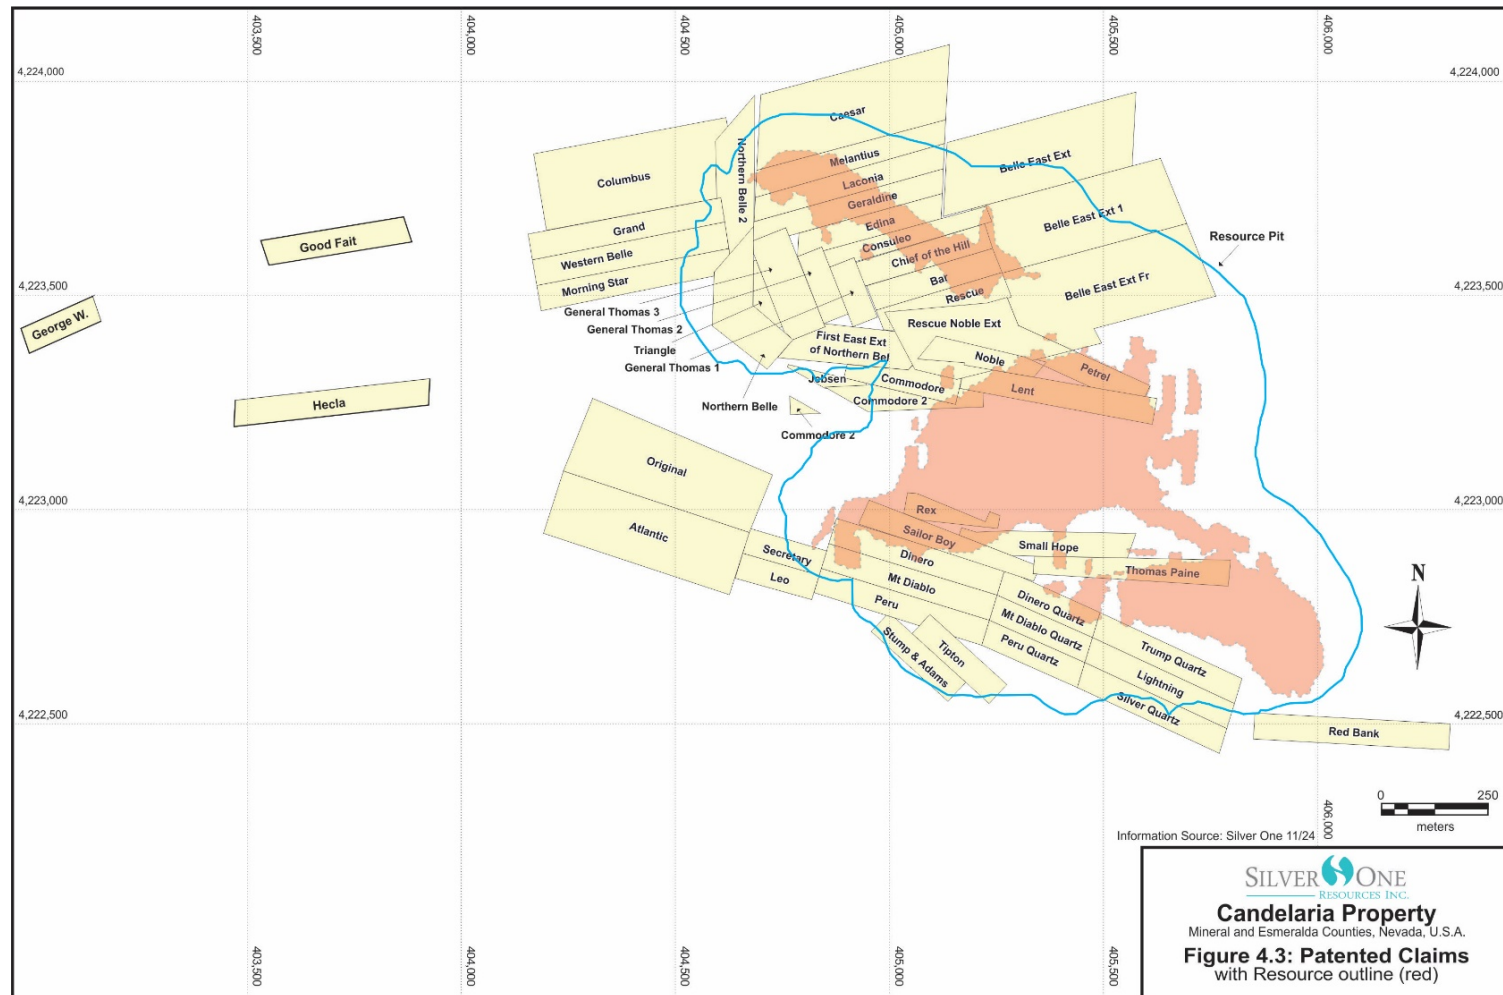 403,500
404,000
404,500
405,000
405,500
406,000
4,224,000
4,224,000
Caesar
Northern Belle 2
Melantius
Belle East Ext
Columbus
Laconia
Geraldine
Belle East Ext 1
Edina
Grand
Consuleo
Chief of the Hill
Resource Pit
Good Fait
Western Belle
Bat
Belle East Ext Fr
Morning Star
Rescue
4,223,500
4,223,500
General Thomas 3
George W.
Rescue Noble Ext
General Thomas 2
First East Ext
of Northern Bel
Triangle
Noble
General Thomas 1
Petrel
Jobsen
Commodore
Lent
Hecla
Northern Belle
Commodore 2
Commodore 2
Original
4,223,000
4,223,000
Rex
Atlantic
Sailor Boy
Small Hope
Secretary
Dinero
Thomas Paine
Leo
Mt Diablo
Peru
Dinero Quartz
N
Mt Diablo Quartz
Stump & Adams
Tipton
Peru Quartz
Trump Quartz
Lightning
Silver Quartz
4,222,500
4,222,500
Red Bank
0 250
meters
Information Source: Silver One 11/24
406,000
SILVER ONE
RESOURCES INC.
Candelaria Property
Mineral and Esmeralda Counties, Nevada, U.S.A.
Figure 4.3: Patented Claims
with Resource outline (red)
403,500
404,000
404,500
405,000
405,500